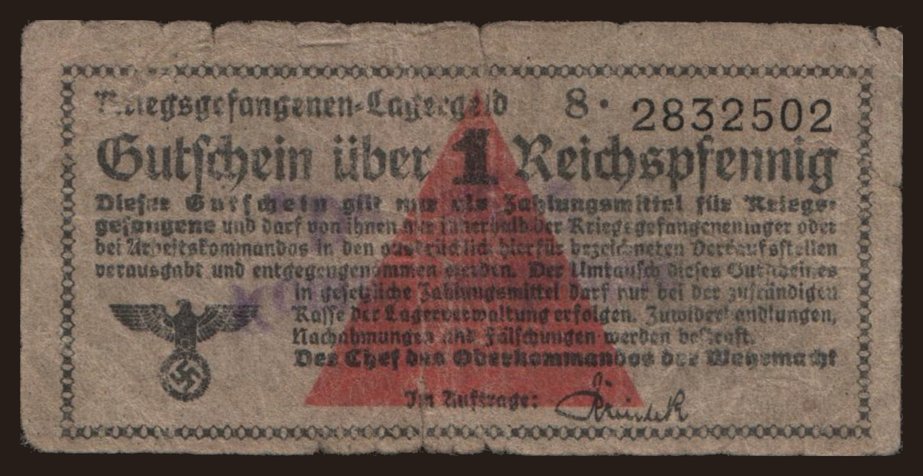 Kriegsgefangenen-Lagergeld 8 · 2832502
Gutschein über 1 Reichspfennig
Dieser Gutschein gilt nur als Zahlungsmittel für Kriegs-
gefangene und darf von ihnen nur innerhalb der Kriegsgefangenenlager oder
bei Arbeitskommandos in den ausdrücklich hierfür bezeichneten Verkaufsstellen
verausgabt und entgegengenommen werden. Der Umtausch dieses Gutscheines
in gesetzliche Zahlungsmittel darf nur bei der zuständigen
Kasse der Lagerverwaltung erfolgen. Zuwiderhandlungen,
Nachahmungen und Fälschungen werden bestraft.
Der Chef des Oberkommandos der Wehrmacht
Im Auftrage: